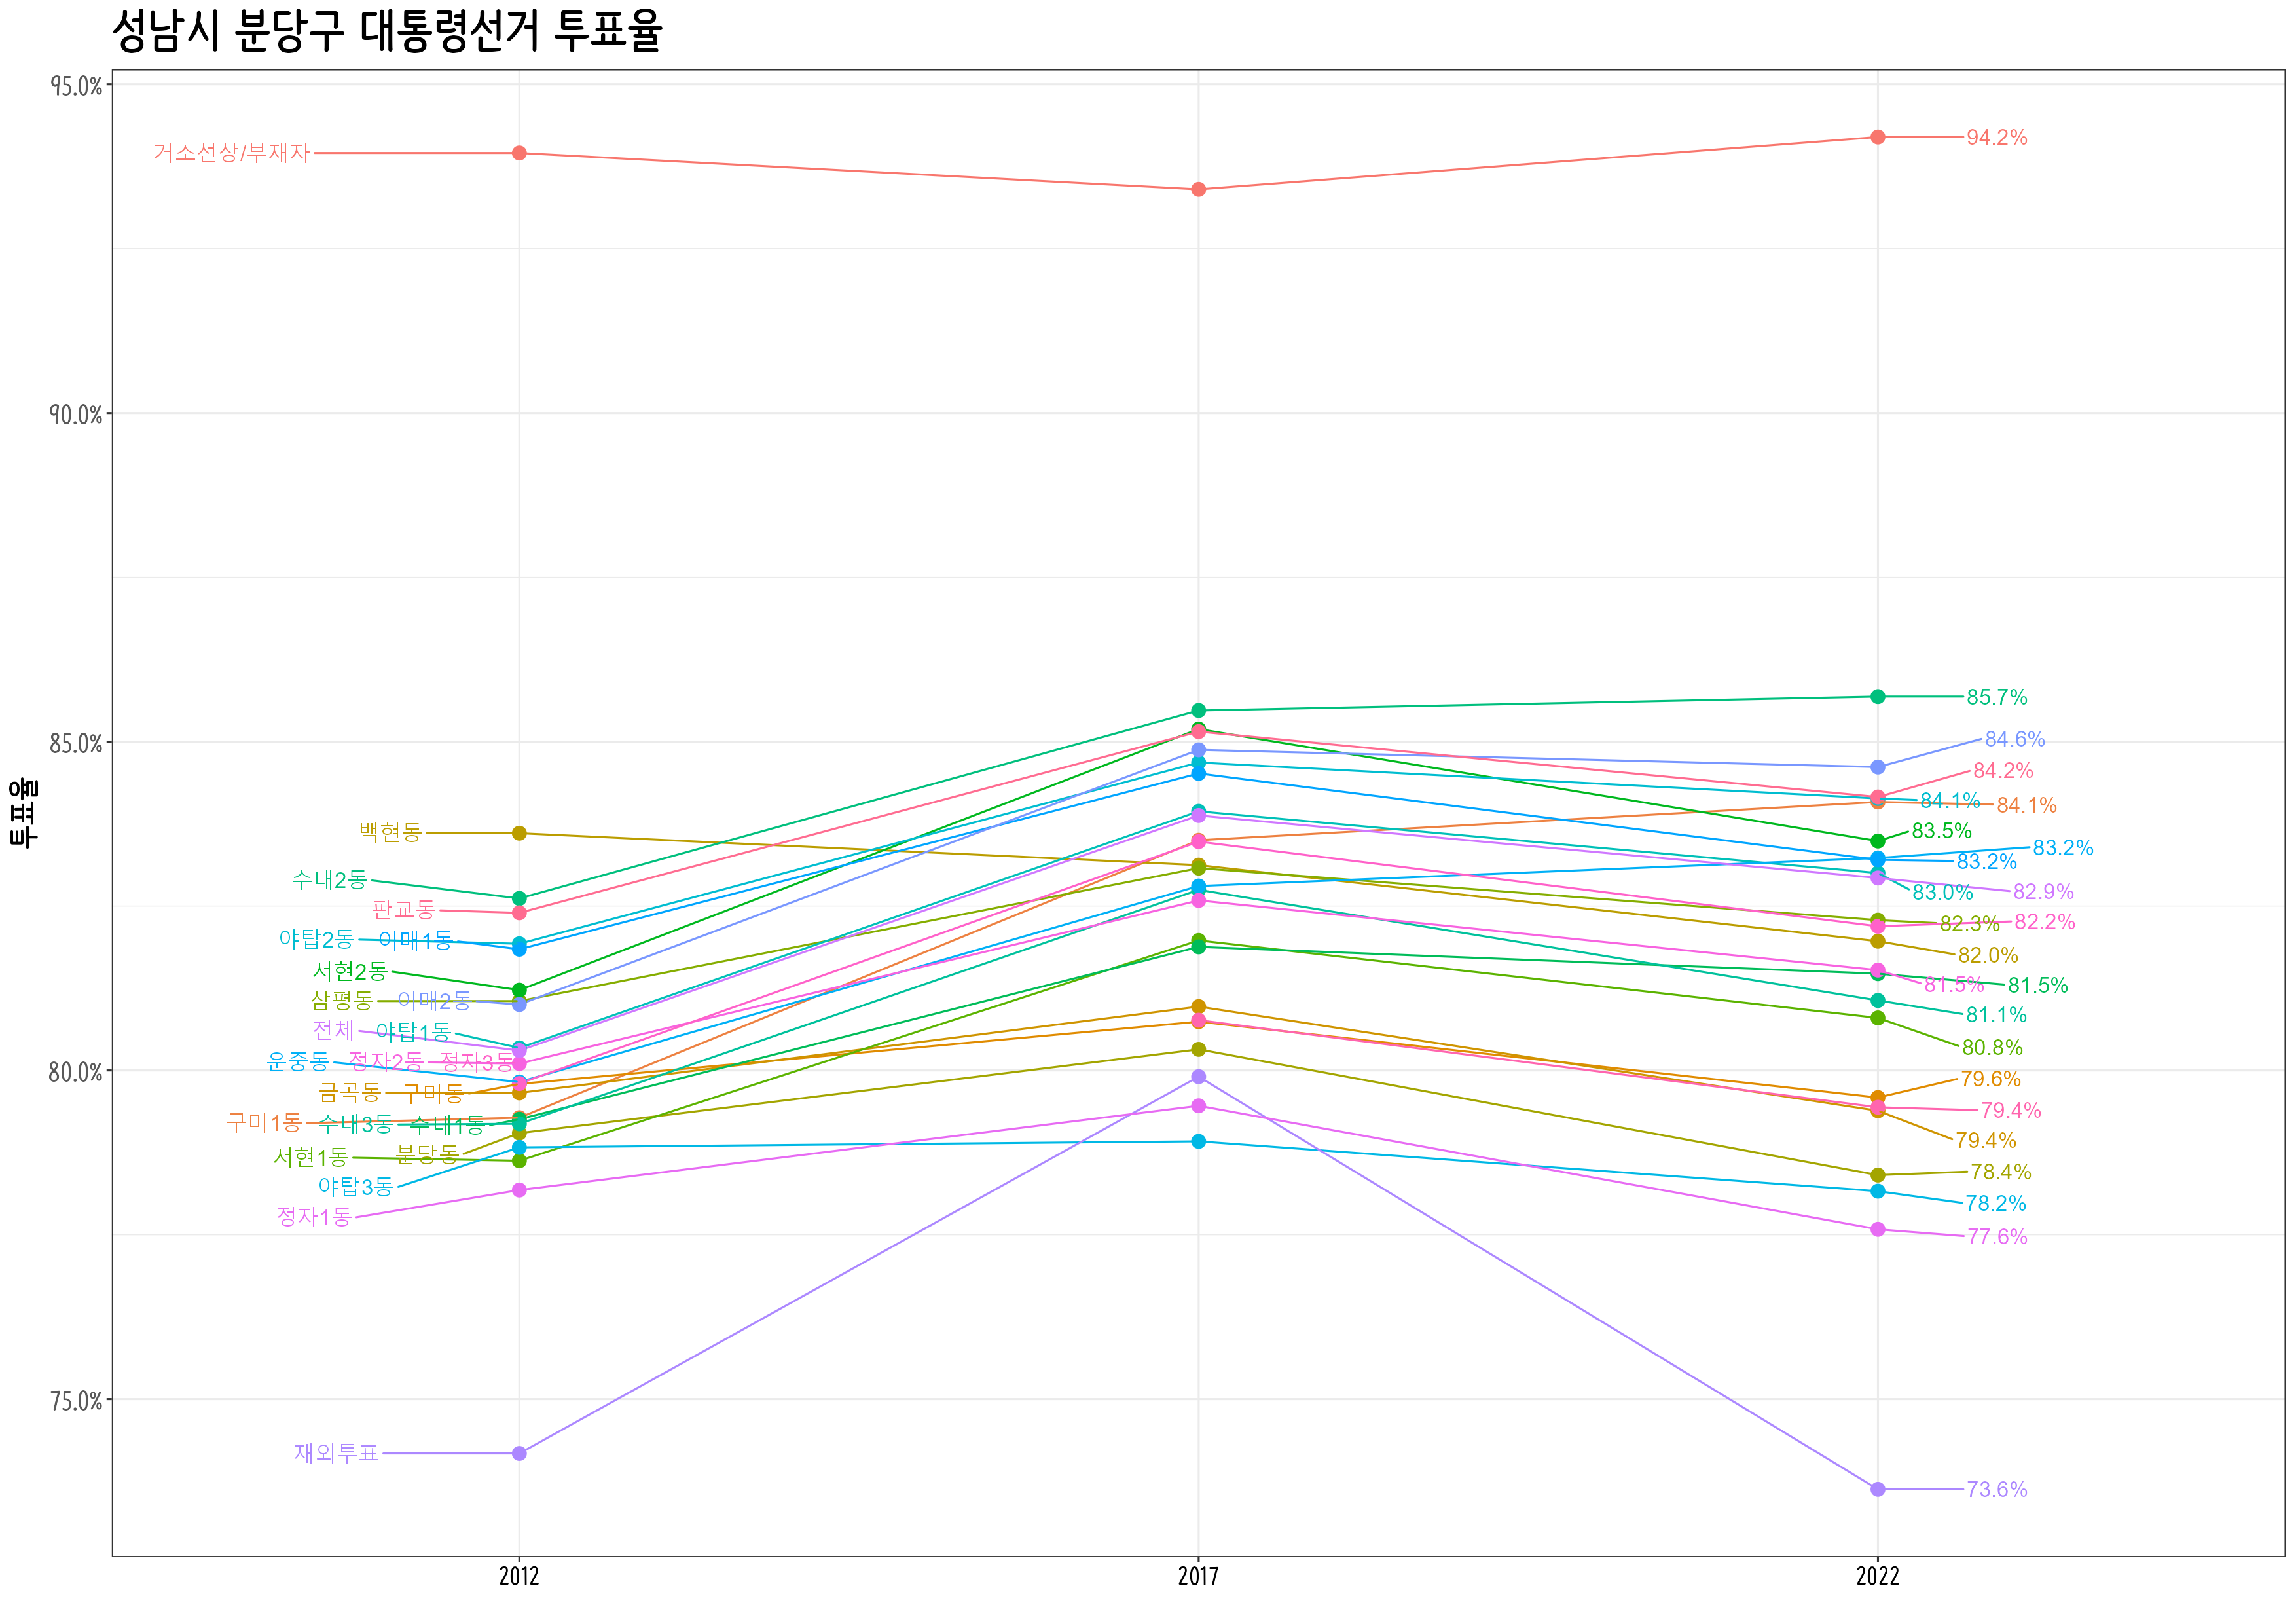 성남시 분당구 대통령선거 투표율
투표율
95.0%
90.0%
85.0%
80.0%
75.0%
거소선상/부재자
백현동
수내2동
판교동
야탑2동
이매1동
서현2동
삼평동
이매2동
전체
야탑1동
운중동
정자2동
정자3동
금곡동
구미동
구미1동
수내3동
수내1동
서현1동
분당동
야탑3동
정자1동
재외투표
94.2%
85.7%
84.6%
84.2%
84.1%
84.1%
83.5%
83.2%
83.2%
83.0%
82.9%
82.3%
82.2%
82.0%
81.5%
81.5%
81.1%
80.8%
79.6%
79.4%
79.4%
78.4%
78.2%
77.6%
73.6%
2012
2017
2022